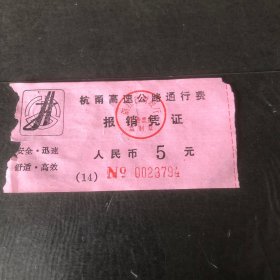 杭甬高速公路通行费
报销凭证
安全·迅速
人民币 5 元
舒适·高效
(14) № 0023794